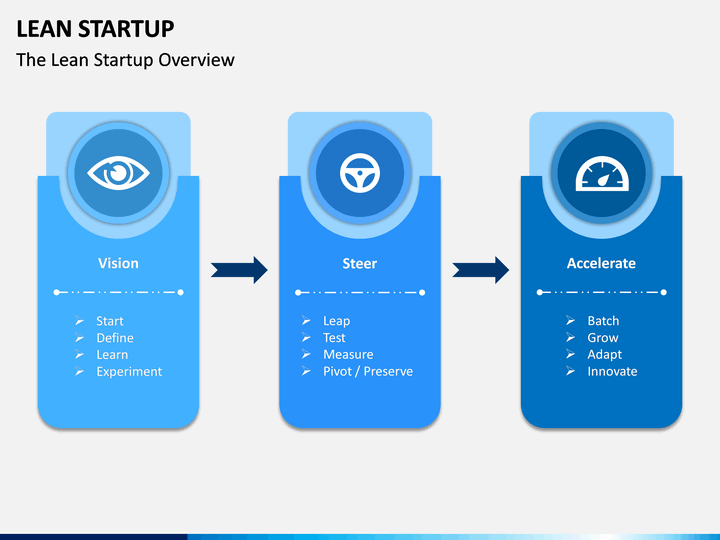 LEAN STARTUP
The Lean Startup Overview
Vision
Start
Define
Learn
Experiment
Steer
Leap
Test
Measure
Pivot / Preserve
Accelerate
Batch
Grow
Adapt
Innovate